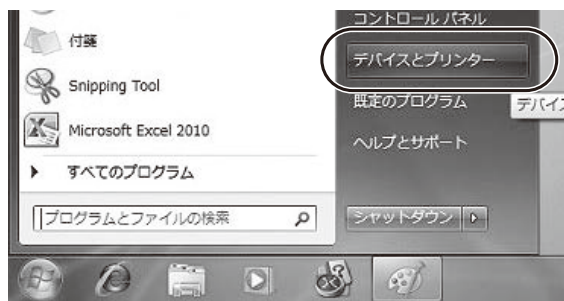 付箋
Snipping Tool
Microsoft Excel 2010
すべてのプログラム
プログラムとファイルの検索
コントロール パネル
デバイスとプリンター
既定のプログラム
デバイス
ヘルプとサポート
シャットダウン